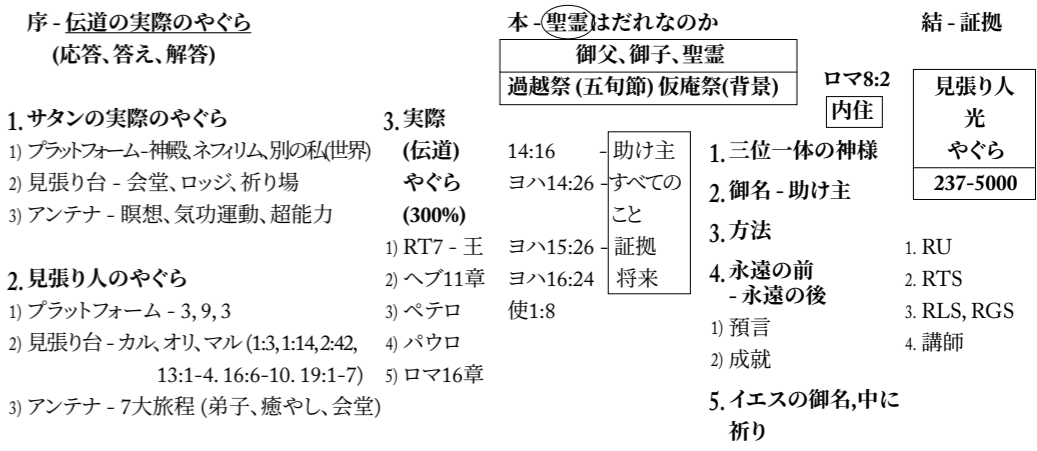 序 - 伝道の実際のやぐら
(応答、答え、解答)
1. サタンの実際のやぐら
1) プラットフォーム-神殿、ネフィリム、別の私(世界)
2) 見張り台 - 会堂、ロッジ、祈り場
3) アンテナ - 瞑想、気功運動、超能力
2. 見張り人のやぐら
1) プラットフォーム - 3, 9, 3
2) 見張り台 - カル、オリ、マル (1:3, 1:14, 2:42,
13:1-4. 16:6-10. 19:1-7)
3) アンテナ - 7大旅程 (弟子、癒やし、会堂)
3. 実際
(伝道)
やぐら
(300%)
1) RT7 - 王
2) ヘブ11章
3) ペテロ
4) パウロ
5) ロマ16章
本 - 聖霊はだれなのか
御父、御子、聖霊
過越祭 (五旬節) 仮庵祭(背景)
14:16 - 助け主
ヨハ14:26 - すべての
こと
ヨハ15:26 - 証拠
ヨハ16:24 将来
使1:8
ロマ8:2
内住
1. 三位一体の神様
2. 御名 - 助け主
3. 方法
4. 永遠の前
- 永遠の後
1) 預言
2) 成就
5. イエスの御名,中に
祈り
結 - 証拠
見張り人
光
やぐら
237-5000
1. RU
2. RTS
3. RLS, RGS
4. 講師